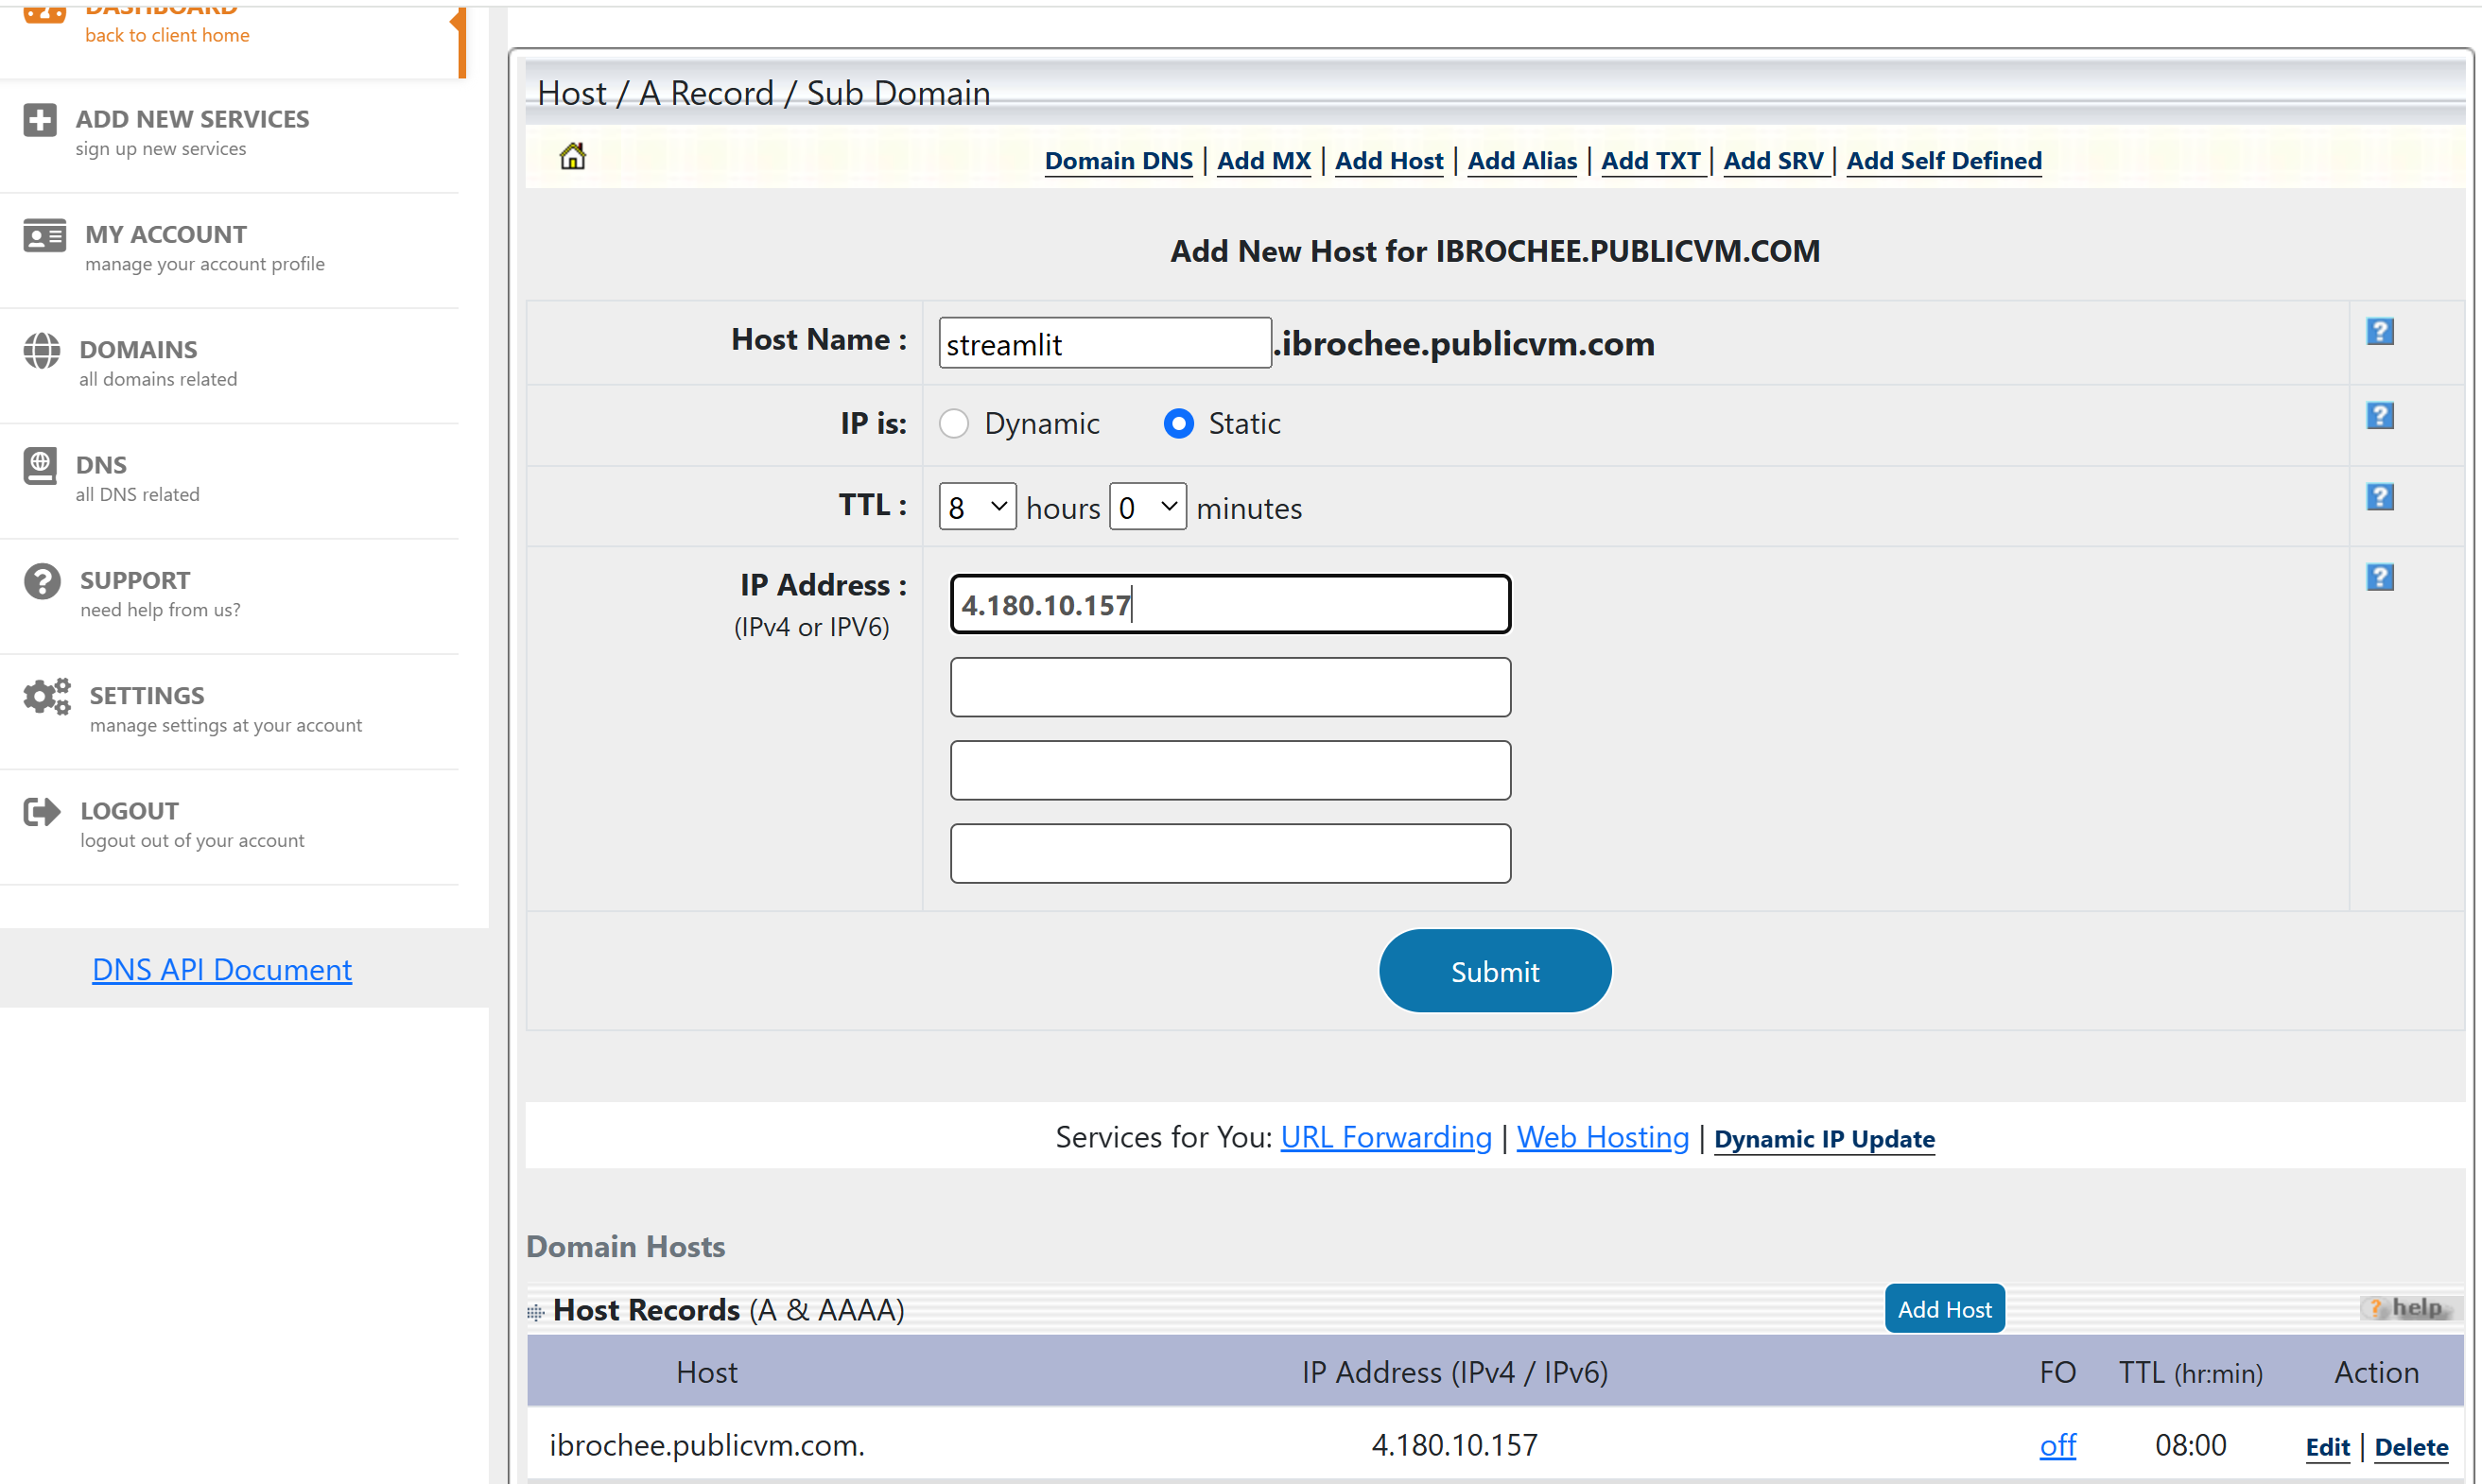 DASHBOARD
back to client home
ADD NEW SERVICES
sign up new services
MY ACCOUNT
manage your account profile
DOMAINS
all domains related
DNS
all DNS related
SUPPORT
need help from us?
SETTINGS
manage settings at your account
LOGOUT
logout out of your account
DNS API Document
Host / A Record / Sub Domain
Domain DNS | Add MX | Add Host | Add Alias | Add TXT | Add SRV | Add Self Defined
Add New Host for IBROCHEE.PUBLICVM.COM
Host Name : streamlit .ibrochee.publicvm.com ?
IP is: Dynamic Static ?
TTL : 8 hours 0 minutes ?
IP Address : 4.180.10.157 ?
(IPv4 or IPV6)
Submit
Services for You: URL Forwarding | Web Hosting | Dynamic IP Update
Domain Hosts
Host Records (A & AAAA) Add Host ? help
Host IP Address (IPv4 / IPv6) FO TTL (hr:min) Action
ibrochee.publicvm.com. 4.180.10.157 off 08:00 Edit | Delete